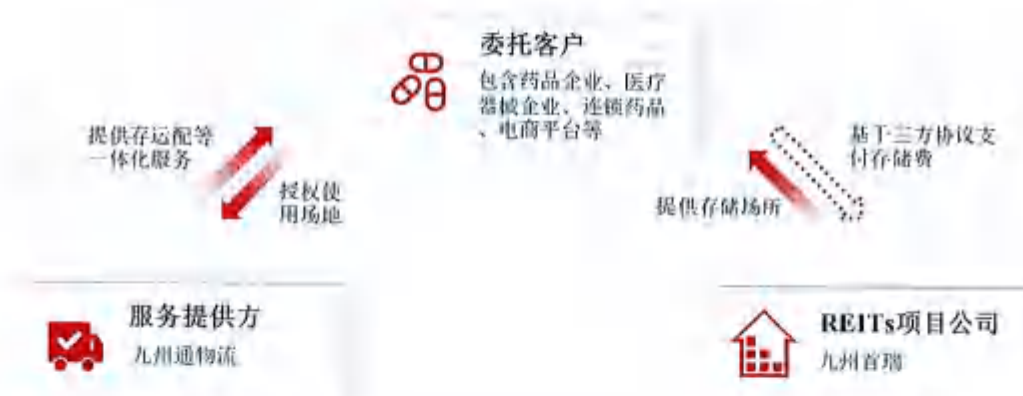 委托客户
包含药品企业、医疗
器械企业、连锁药品
、电商平台等
提供存运配等
一体化服务
授权使
用场地
基于三方协议支
付存储费
提供存储场所
服务提供方
九州通物流
REITs项目公司
九州首瑞